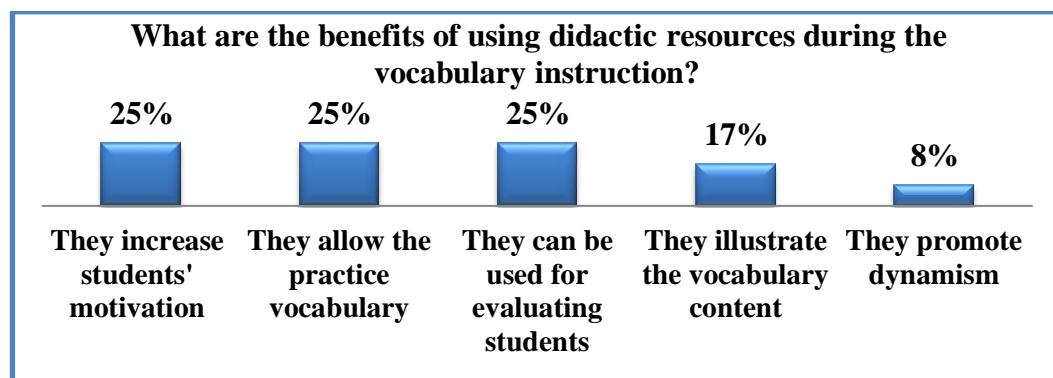 What are the benefits of using didactic resources during the
vocabulary instruction?
25%
25%
25%
17%
8%
They increase
students'
motivation
They allow the
practice
vocabulary
They can be
used for
evaluating
students
They illustrate
the vocabulary
content
They promote
dynamism